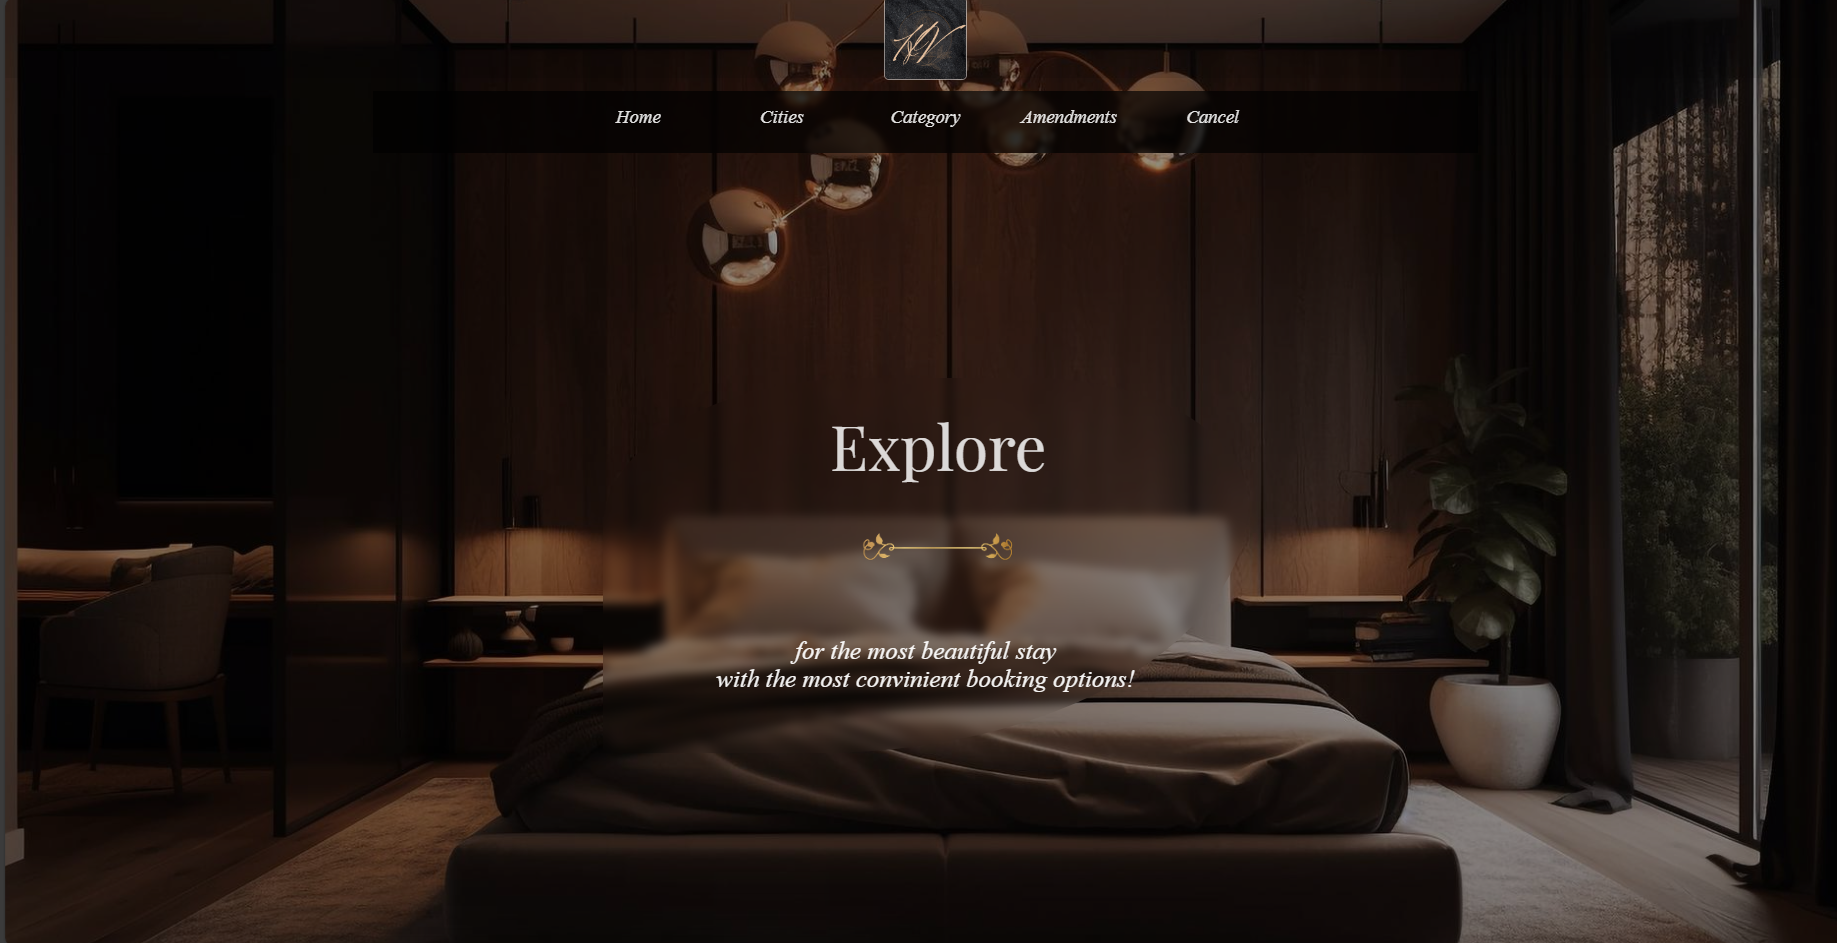 Home Cities Category Amendments Cancel
Explore
for the most beautiful stay
with the most convinient booking options!